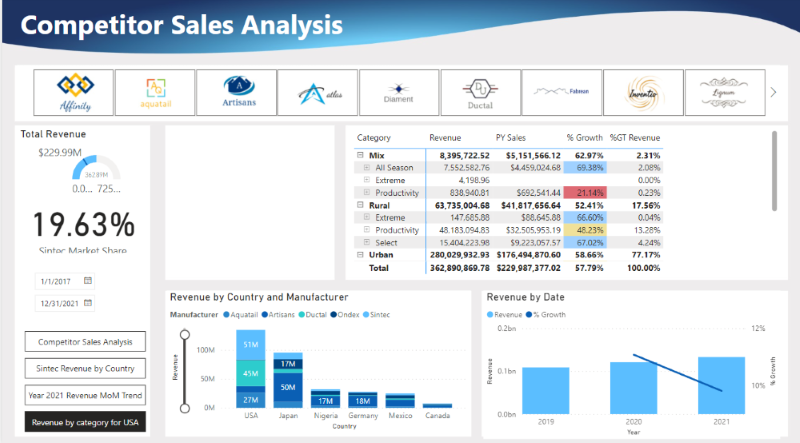 Competitor Sales Analysis
Affinity
aquatail
Artisans
atlas
Diament
Ductal
Fabnun
Inventer
Lignum
Total Revenue
$229.99M
362.89M
0.0... 725...
19.63%
Sintec Market Share
1/1/2017
12/31/2021
Competitor Sales Analysis
Sintec Revenue by Country
Year 2021 Revenue MoM Trend
Revenue by category for USA
Category Revenue PY Sales % Growth %GT Revenue
Mix 8,395,722.52 $5,151,566.12 62.97% 2.31%
All Season 7,552,582.76 $4,459,024.68 69.38% 2.08%
Extreme 4,198.96 0.00%
Productivity 838,940.81 $692,541.44 21.14% 0.23%
Rural 63,735,004.68 $41,817,656.64 52.41% 17.56%
Extreme 147,685.88 $88,645.88 66.60% 0.04%
Productivity 48,183,094.83 $32,505,953.19 48.23% 13.28%
Select 15,404,223.98 $9,223,057.57 67.02% 4.24%
Urban 280,029,932.93 $176,494,870.60 58.66% 77.17%
Total 362,890,869.78 $229,987,377.02 57.79% 100.00%
Revenue by Country and Manufacturer
Manufacturer Aquatail Artisans Ductal Ondex Sintec
Revenue
100M
50M
0M
51M
45M
27M
17M
50M
17M
18M
USA Japan Nigeria Germany Mexico Canada
Country
Revenue by Date
Revenue % Growth
Revenue
0.2bn
0.1bn
0.0bn
12%
10%
% Growth
2019 2020 2021
Year